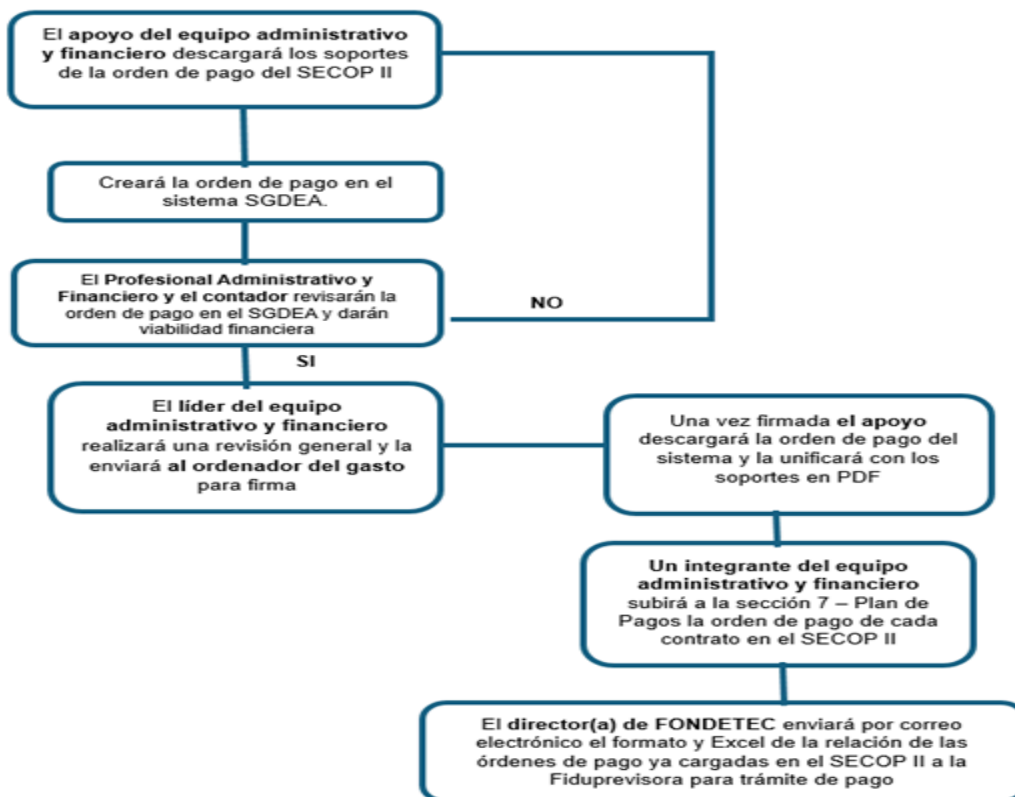 El apoyo del equipo administrativo
y financiero descargará los soportes
de la orden de pago del SECOP II
Creará la orden de pago en el
sistema SGDEA.
El Profesional Administrativo y
Financiero y el contador revisarán la
orden de pago en el SGDEA y darán
viabilidad financiera
NO
SI
El líder del equipo
administrativo y financiero
realizará una revisión general y la
enviará al ordenador del gasto
para firma
Una vez firmada el apoyo
descargará la orden de pago del
sistema y la unificará con los
soportes en PDF
Un integrante del equipo
administrativo y financiero
subirá a la sección 7 – Plan de
Pagos la orden de pago de cada
contrato en el SECOP II
El director(a) de FONDETEC enviará por correo
electrónico el formato y Excel de la relación de las
órdenes de pago ya cargadas en el SECOP II a la
Fiduprevisora para trámite de pago